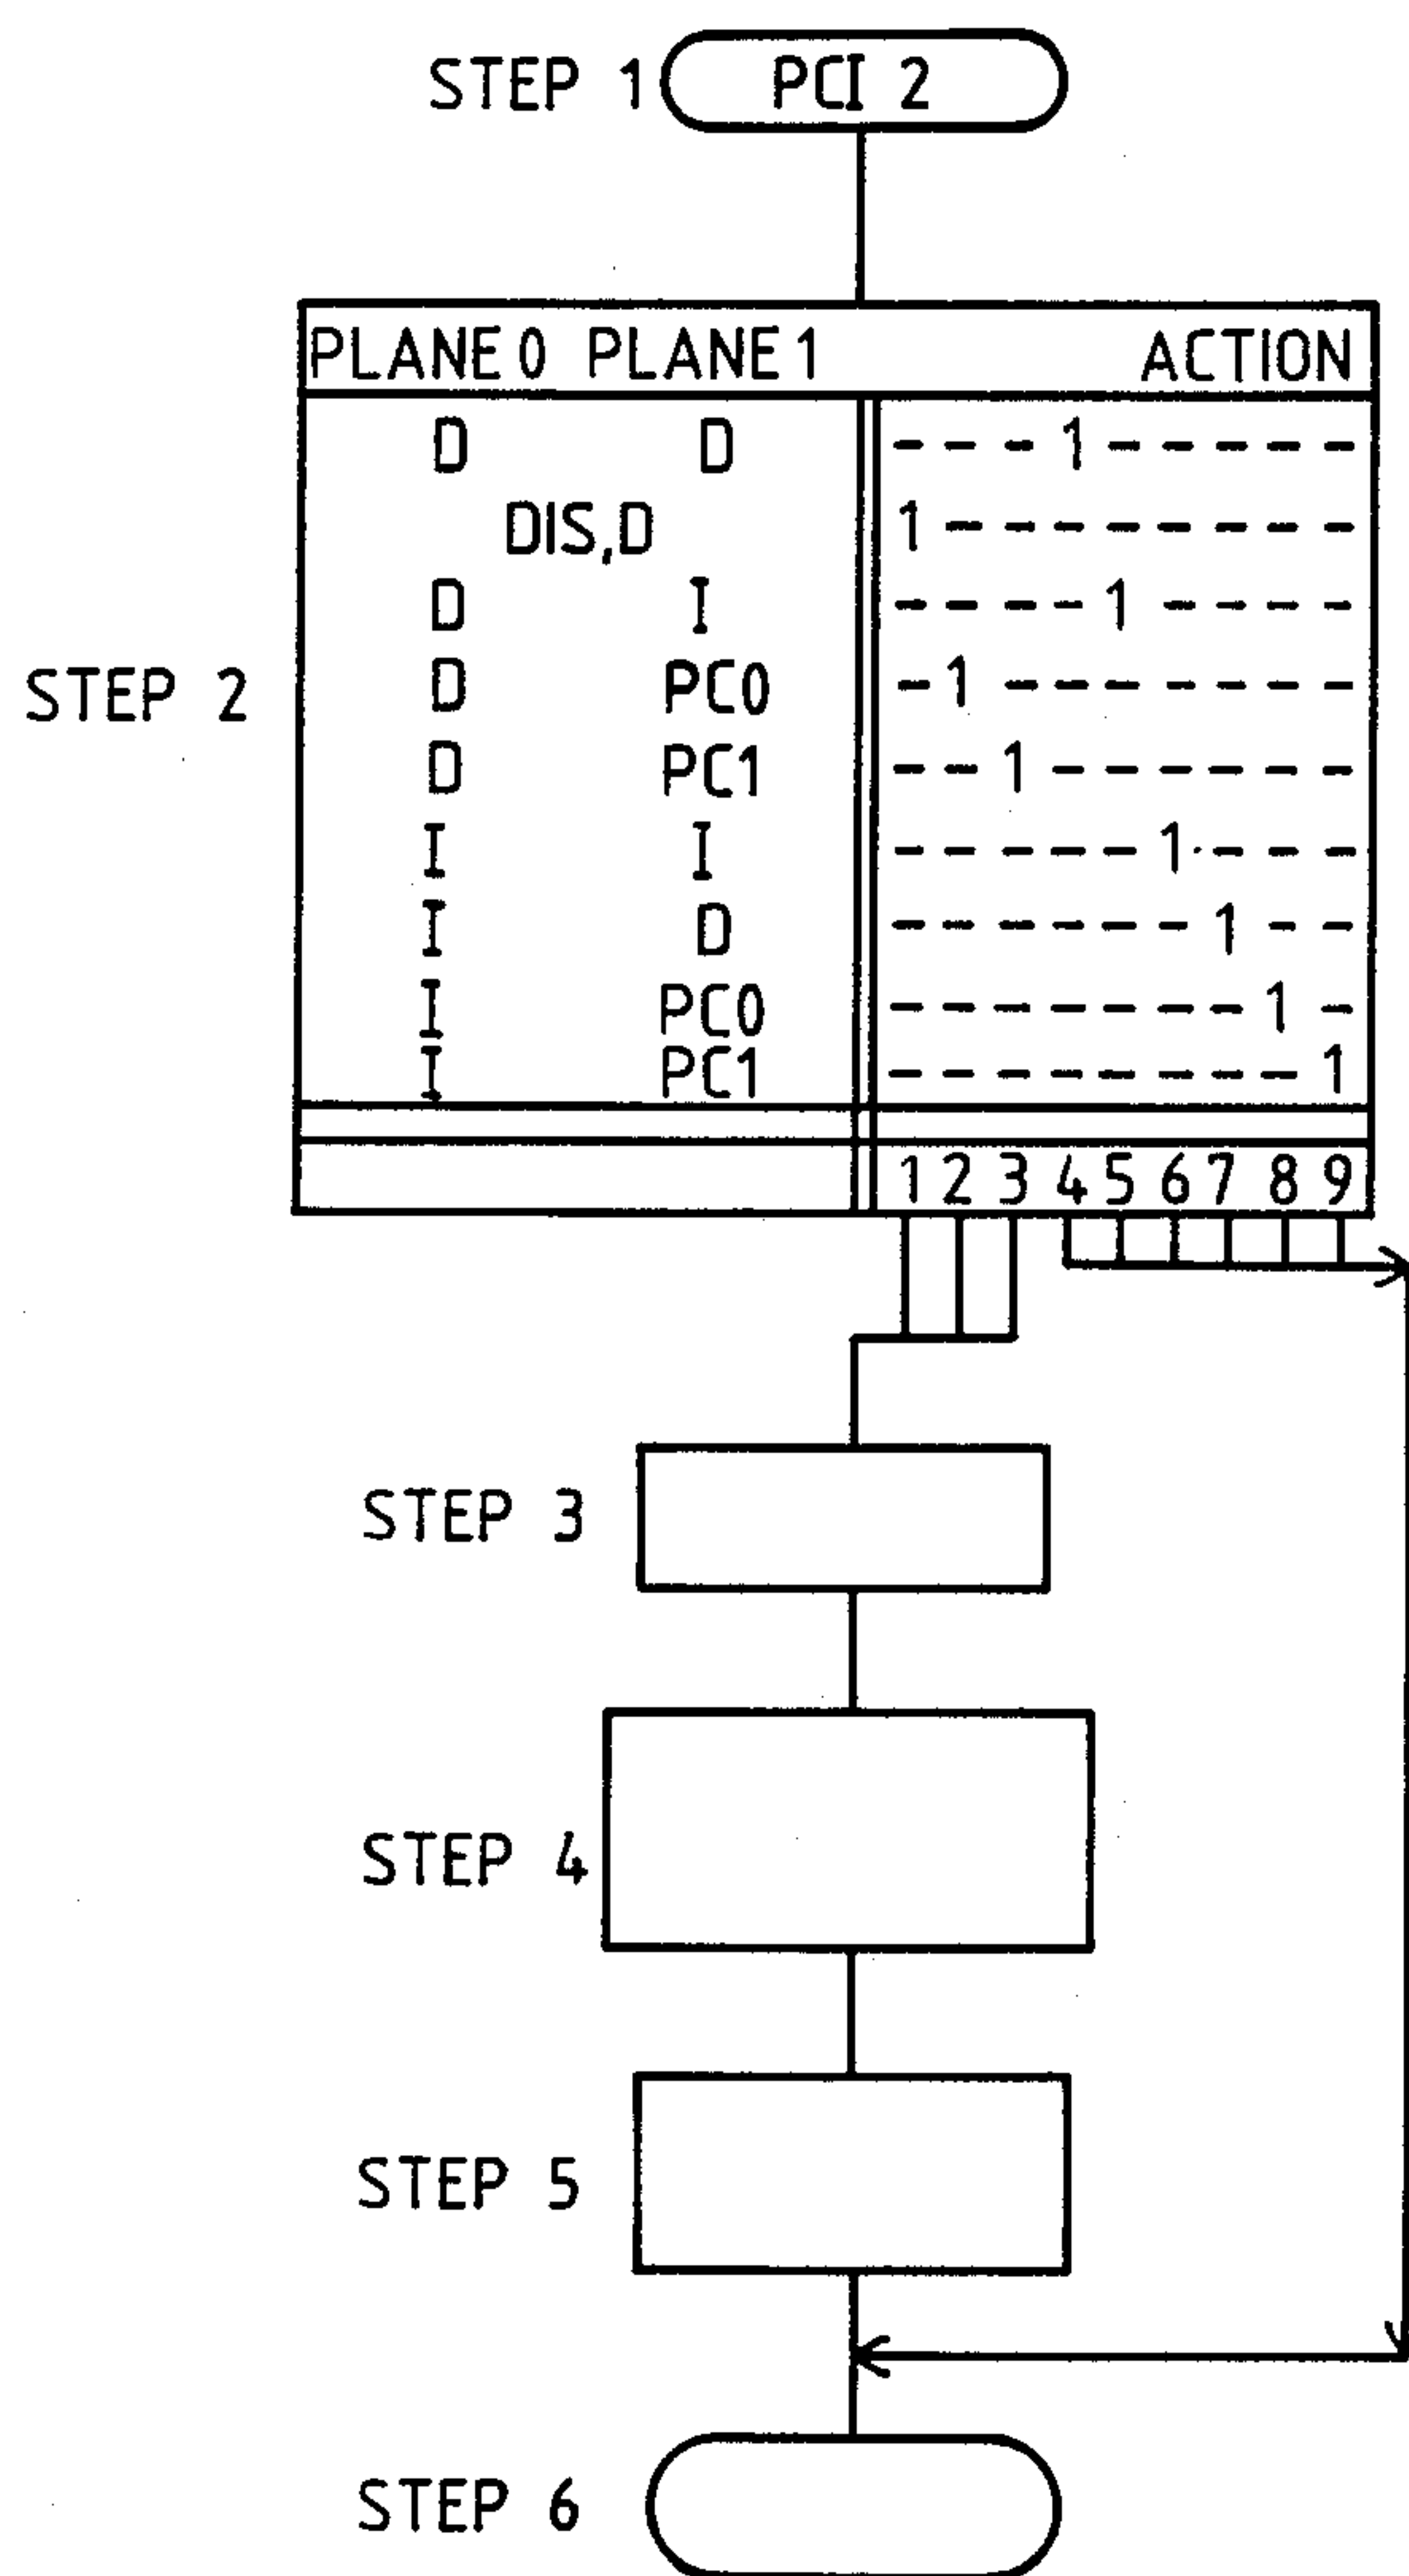 STEP 1 PCI 2
PLANE 0 PLANE 1 ACTION
D D - - - 1 - - - - -
DIS,D 1 - - - - - - - -
D I - - - - 1 - - - -
STEP 2 D PC0 - 1 - - - - - - -
D PC1 - - 1 - - - - - -
I I - - - - - 1 - - -
I D - - - - - - 1 - -
I PC0 - - - - - - - 1 -
I PC1 - - - - - - - - 1
1 2 3 4 5 6 7 8 9
STEP 3
STEP 4
STEP 5
STEP 6